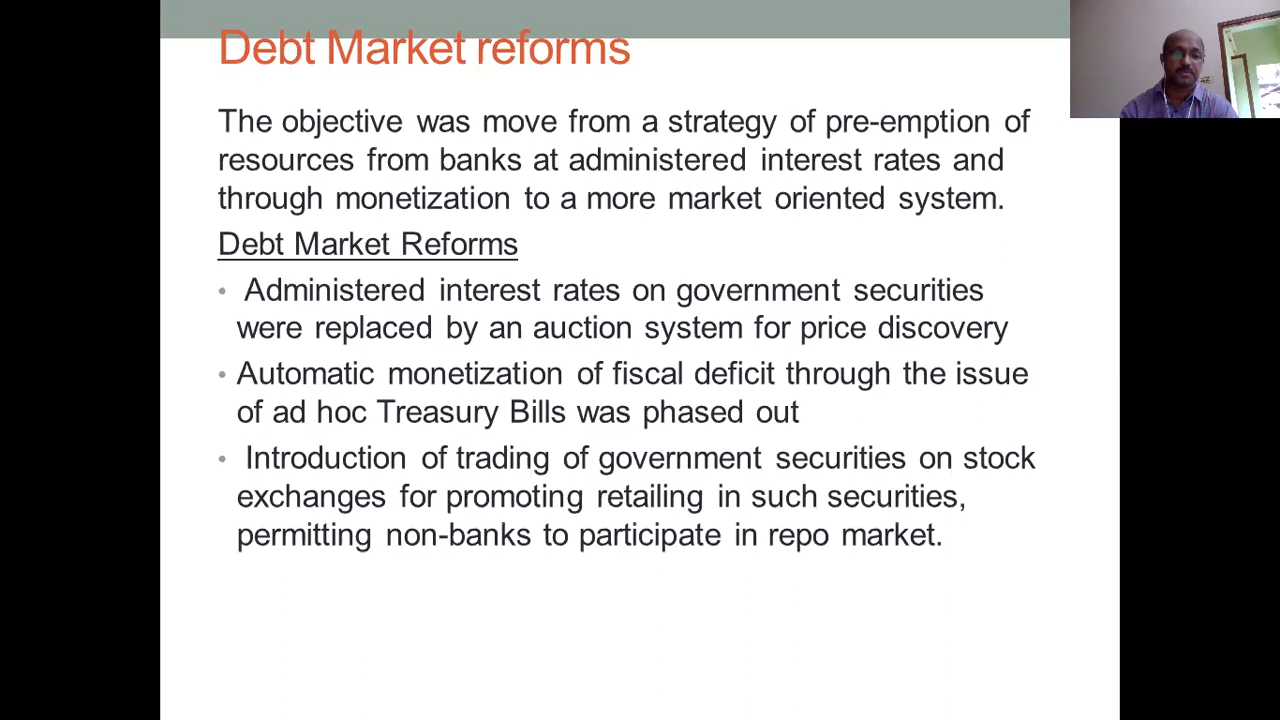 Debt Market reforms
The objective was move from a strategy of pre-emption of
resources from banks at administered interest rates and
through monetization to a more market oriented system.
Debt Market Reforms
• Administered interest rates on government securities
were replaced by an auction system for price discovery
• Automatic monetization of fiscal deficit through the issue
of ad hoc Treasury Bills was phased out
• Introduction of trading of government securities on stock
exchanges for promoting retailing in such securities,
permitting non-banks to participate in repo market.